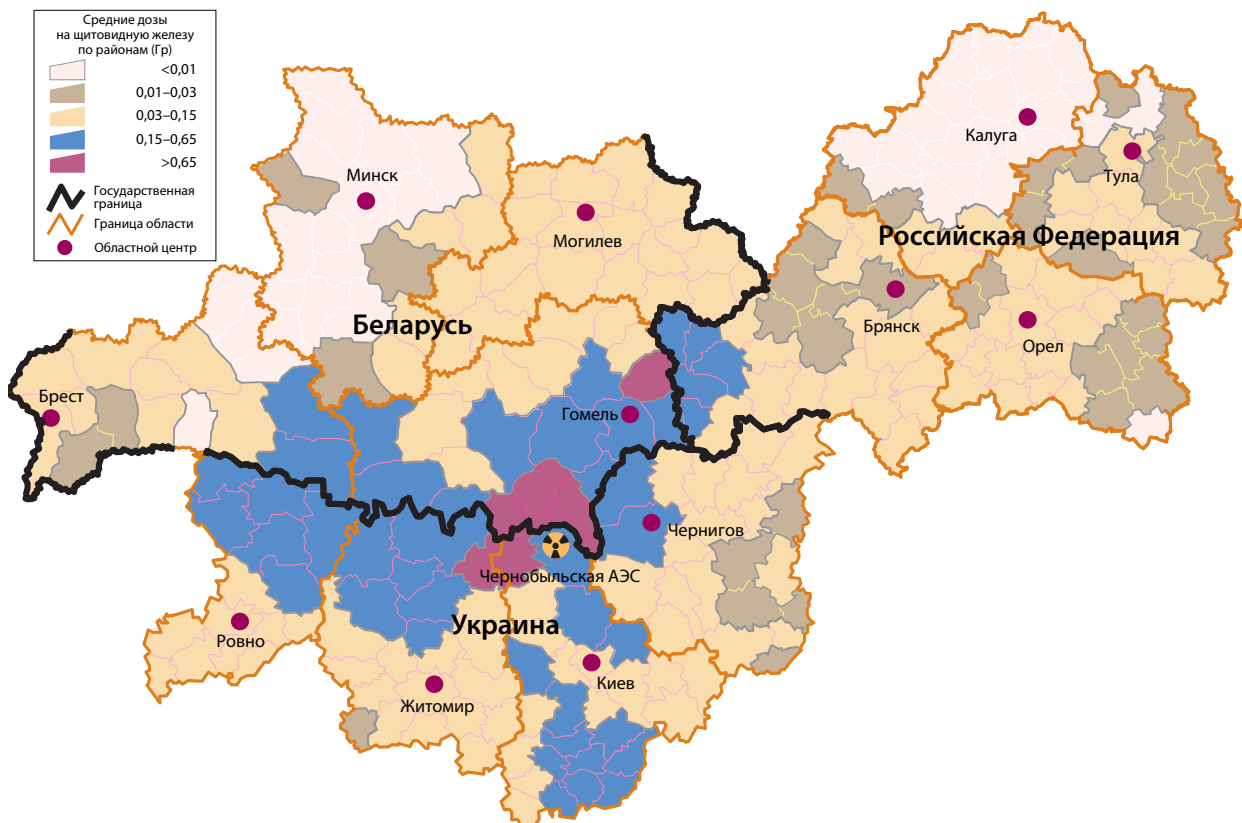 Средние дозы
на щитовидную железу
по районам (Гр)
<0,01
0,01–0,03
0,03–0,15
0,15–0,65
>0,65
Государственная
граница
Граница области
Областной центр
Калуга
Тула
Минск
Могилев
Российская Федерация
Беларусь
Брянск
Орел
Брест
Гомель
Чернигов
Чернобыльская АЭС
Украина
Ровно
Киев
Житомир